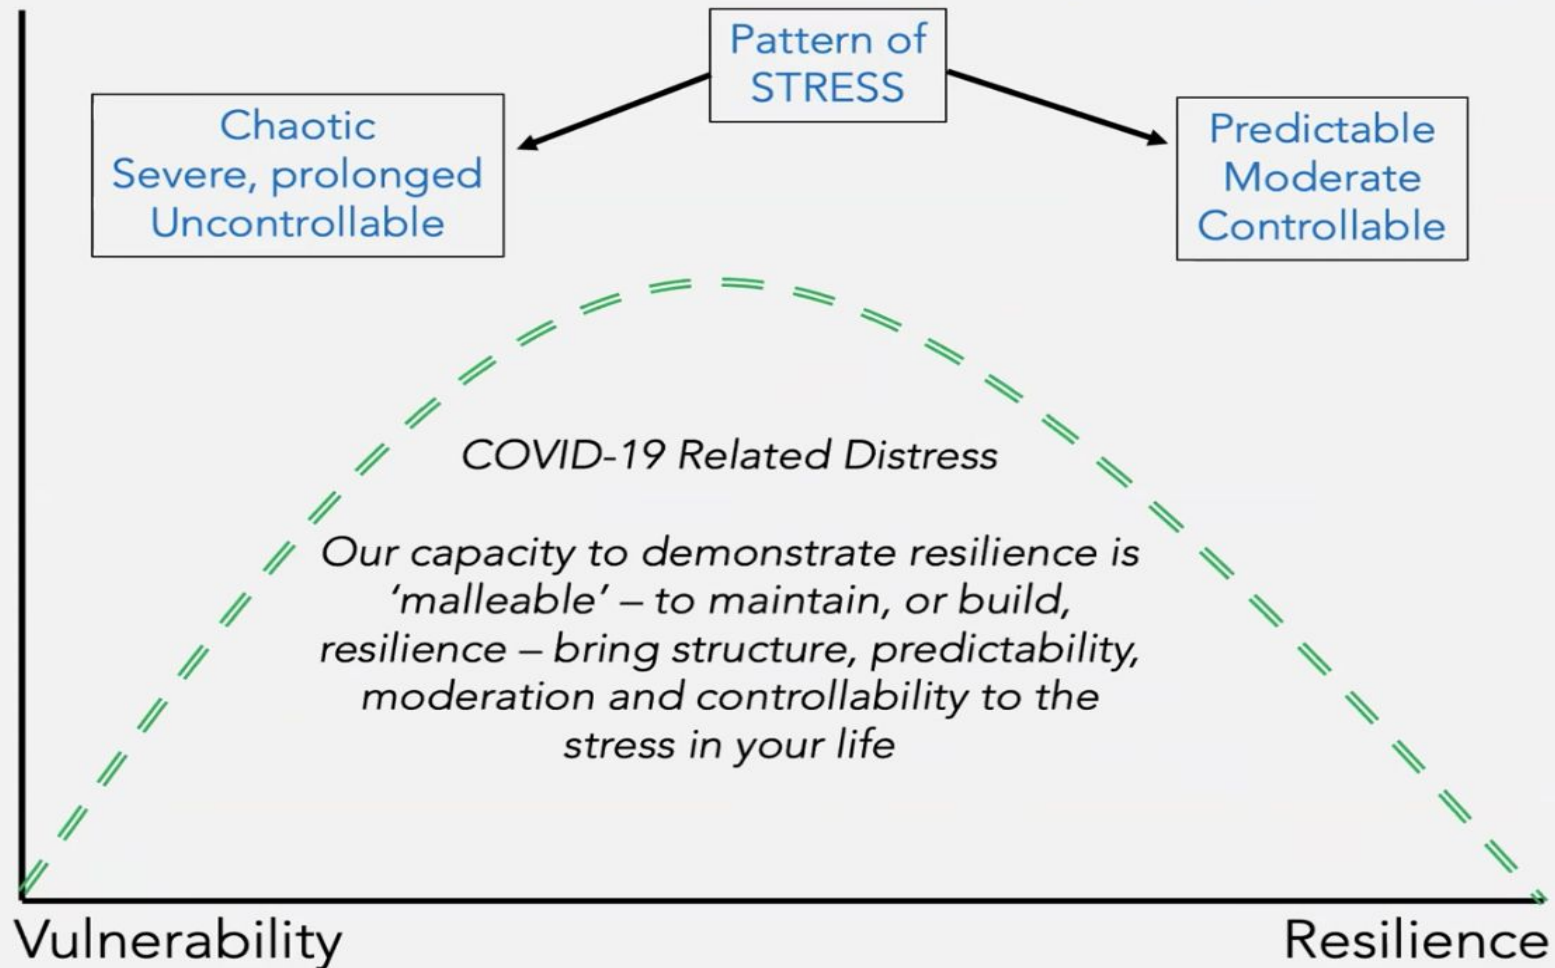 Pattern of
STRESS
Chaotic
Severe, prolonged
Uncontrollable
Predictable
Moderate
Controllable
COVID-19 Related Distress
Our capacity to demonstrate resilience is
‘malleable’ – to maintain, or build,
resilience – bring structure, predictability,
moderation and controllability to the
stress in your life
Vulnerability
Resilience